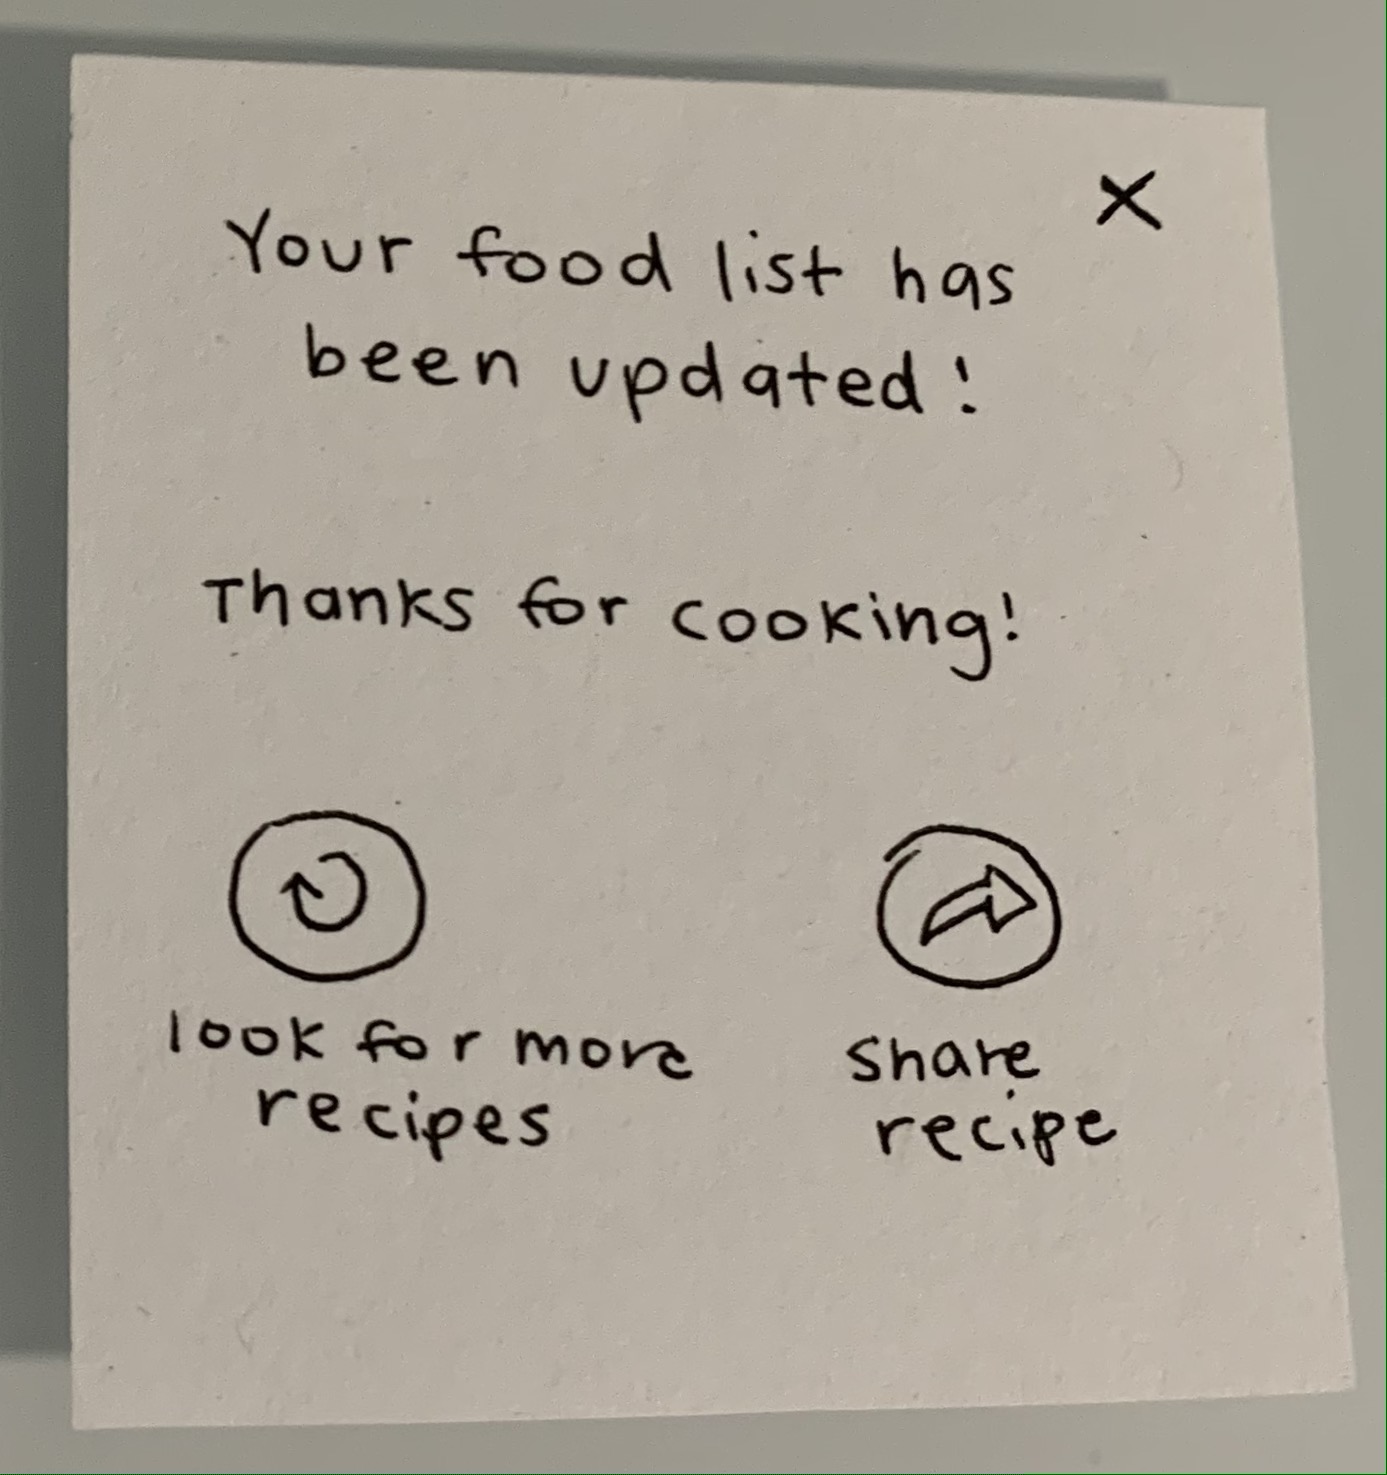 X
Your food list has
been updated!
Thanks for cooking!
look for more
recipes
share
recipe